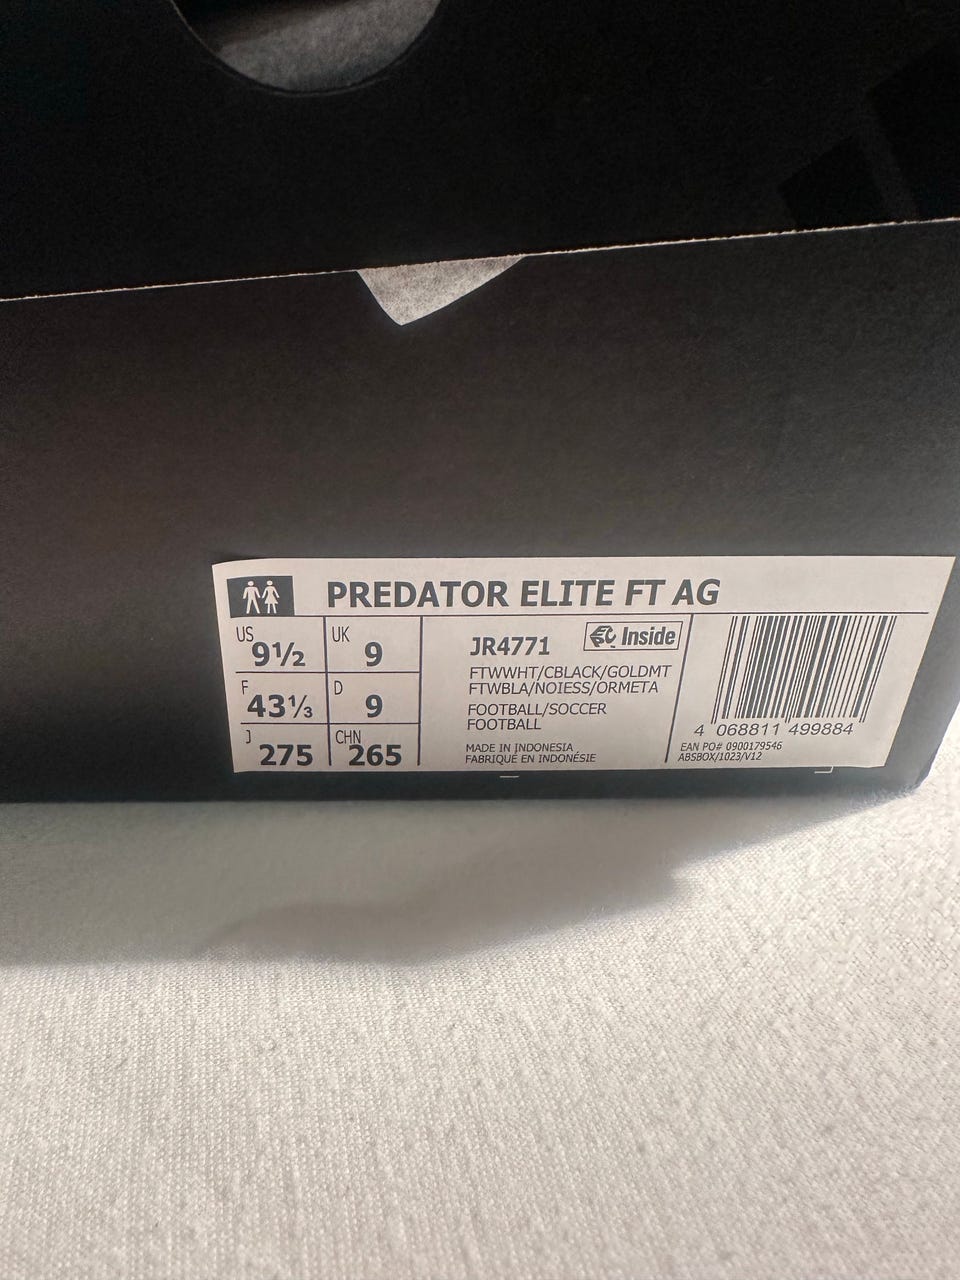 PREDATOR ELITE FT AG
US 9½ UK 9
F 43⅓ D 9
J 275 CHN 265
JR4771
Inside
FTWWHT/CBLACK/GOLDMT
FTWBLA/NOIESS/ORMETA
FOOTBALL/SOCCER
FOOTBALL
MADE IN INDONESIA
FABRIQUÉ EN INDONÉSIE
4 068811 499884
EAN PO# 0900179546
ABSBOX/1023/V12